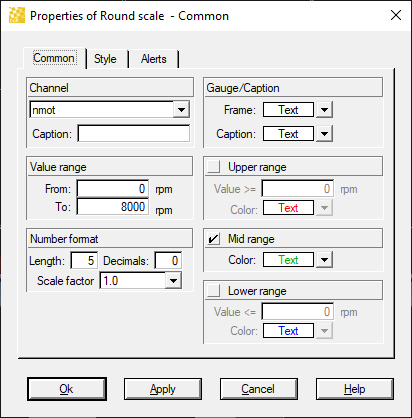 Properties of Round scale - Common
Common Style Alerts
Channel
nmot
Caption:
Value range
From: 0 rpm
To: 8000 rpm
Number format
Length: 5 Decimals: 0
Scale factor 1.0
Gauge/Caption
Frame: Text
Caption: Text
Upper range
Value >= 0 rpm
Color: Text
Mid range
Color: Text
Lower range
Value <= 0 rpm
Color: Text
Ok Apply Cancel Help